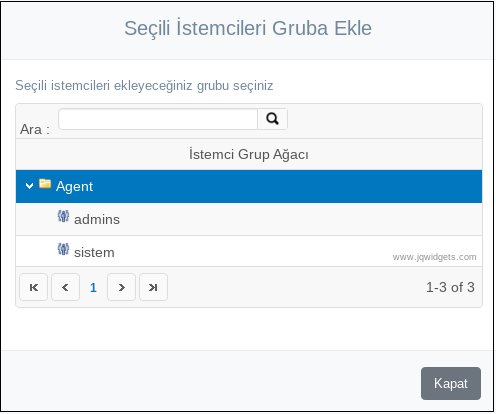 Seçili İstemcileri Gruba Ekle
Seçili istemcileri ekleyeceğiniz grubu seçiniz
Ara :
İstemci Grup Ağacı
Agent
admins
sistem
www.jqwidgets.com
1
1-3 of 3
Kapat